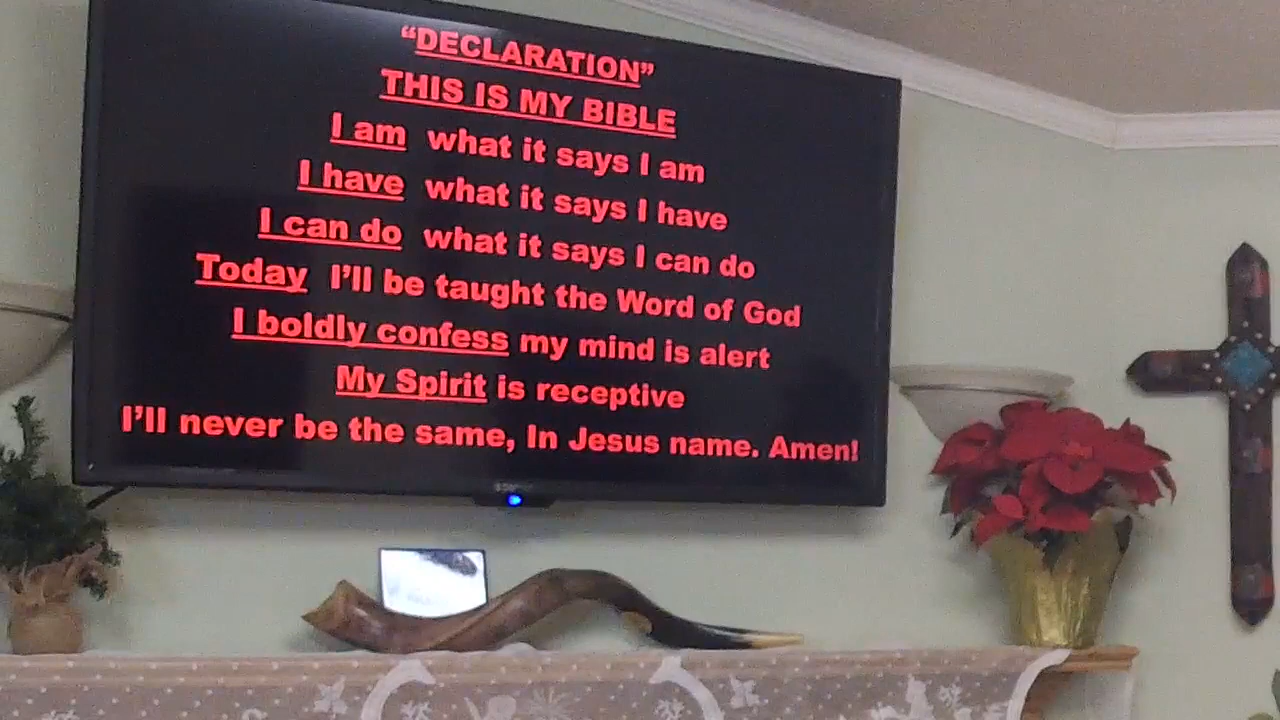 “DECLARATION”
THIS IS MY BIBLE
I am what it says I am
I have what it says I have
I can do what it says I can do
Today I’ll be taught the Word of God
I boldly confess my mind is alert
My Spirit is receptive
I’ll never be the same, In Jesus name. Amen!